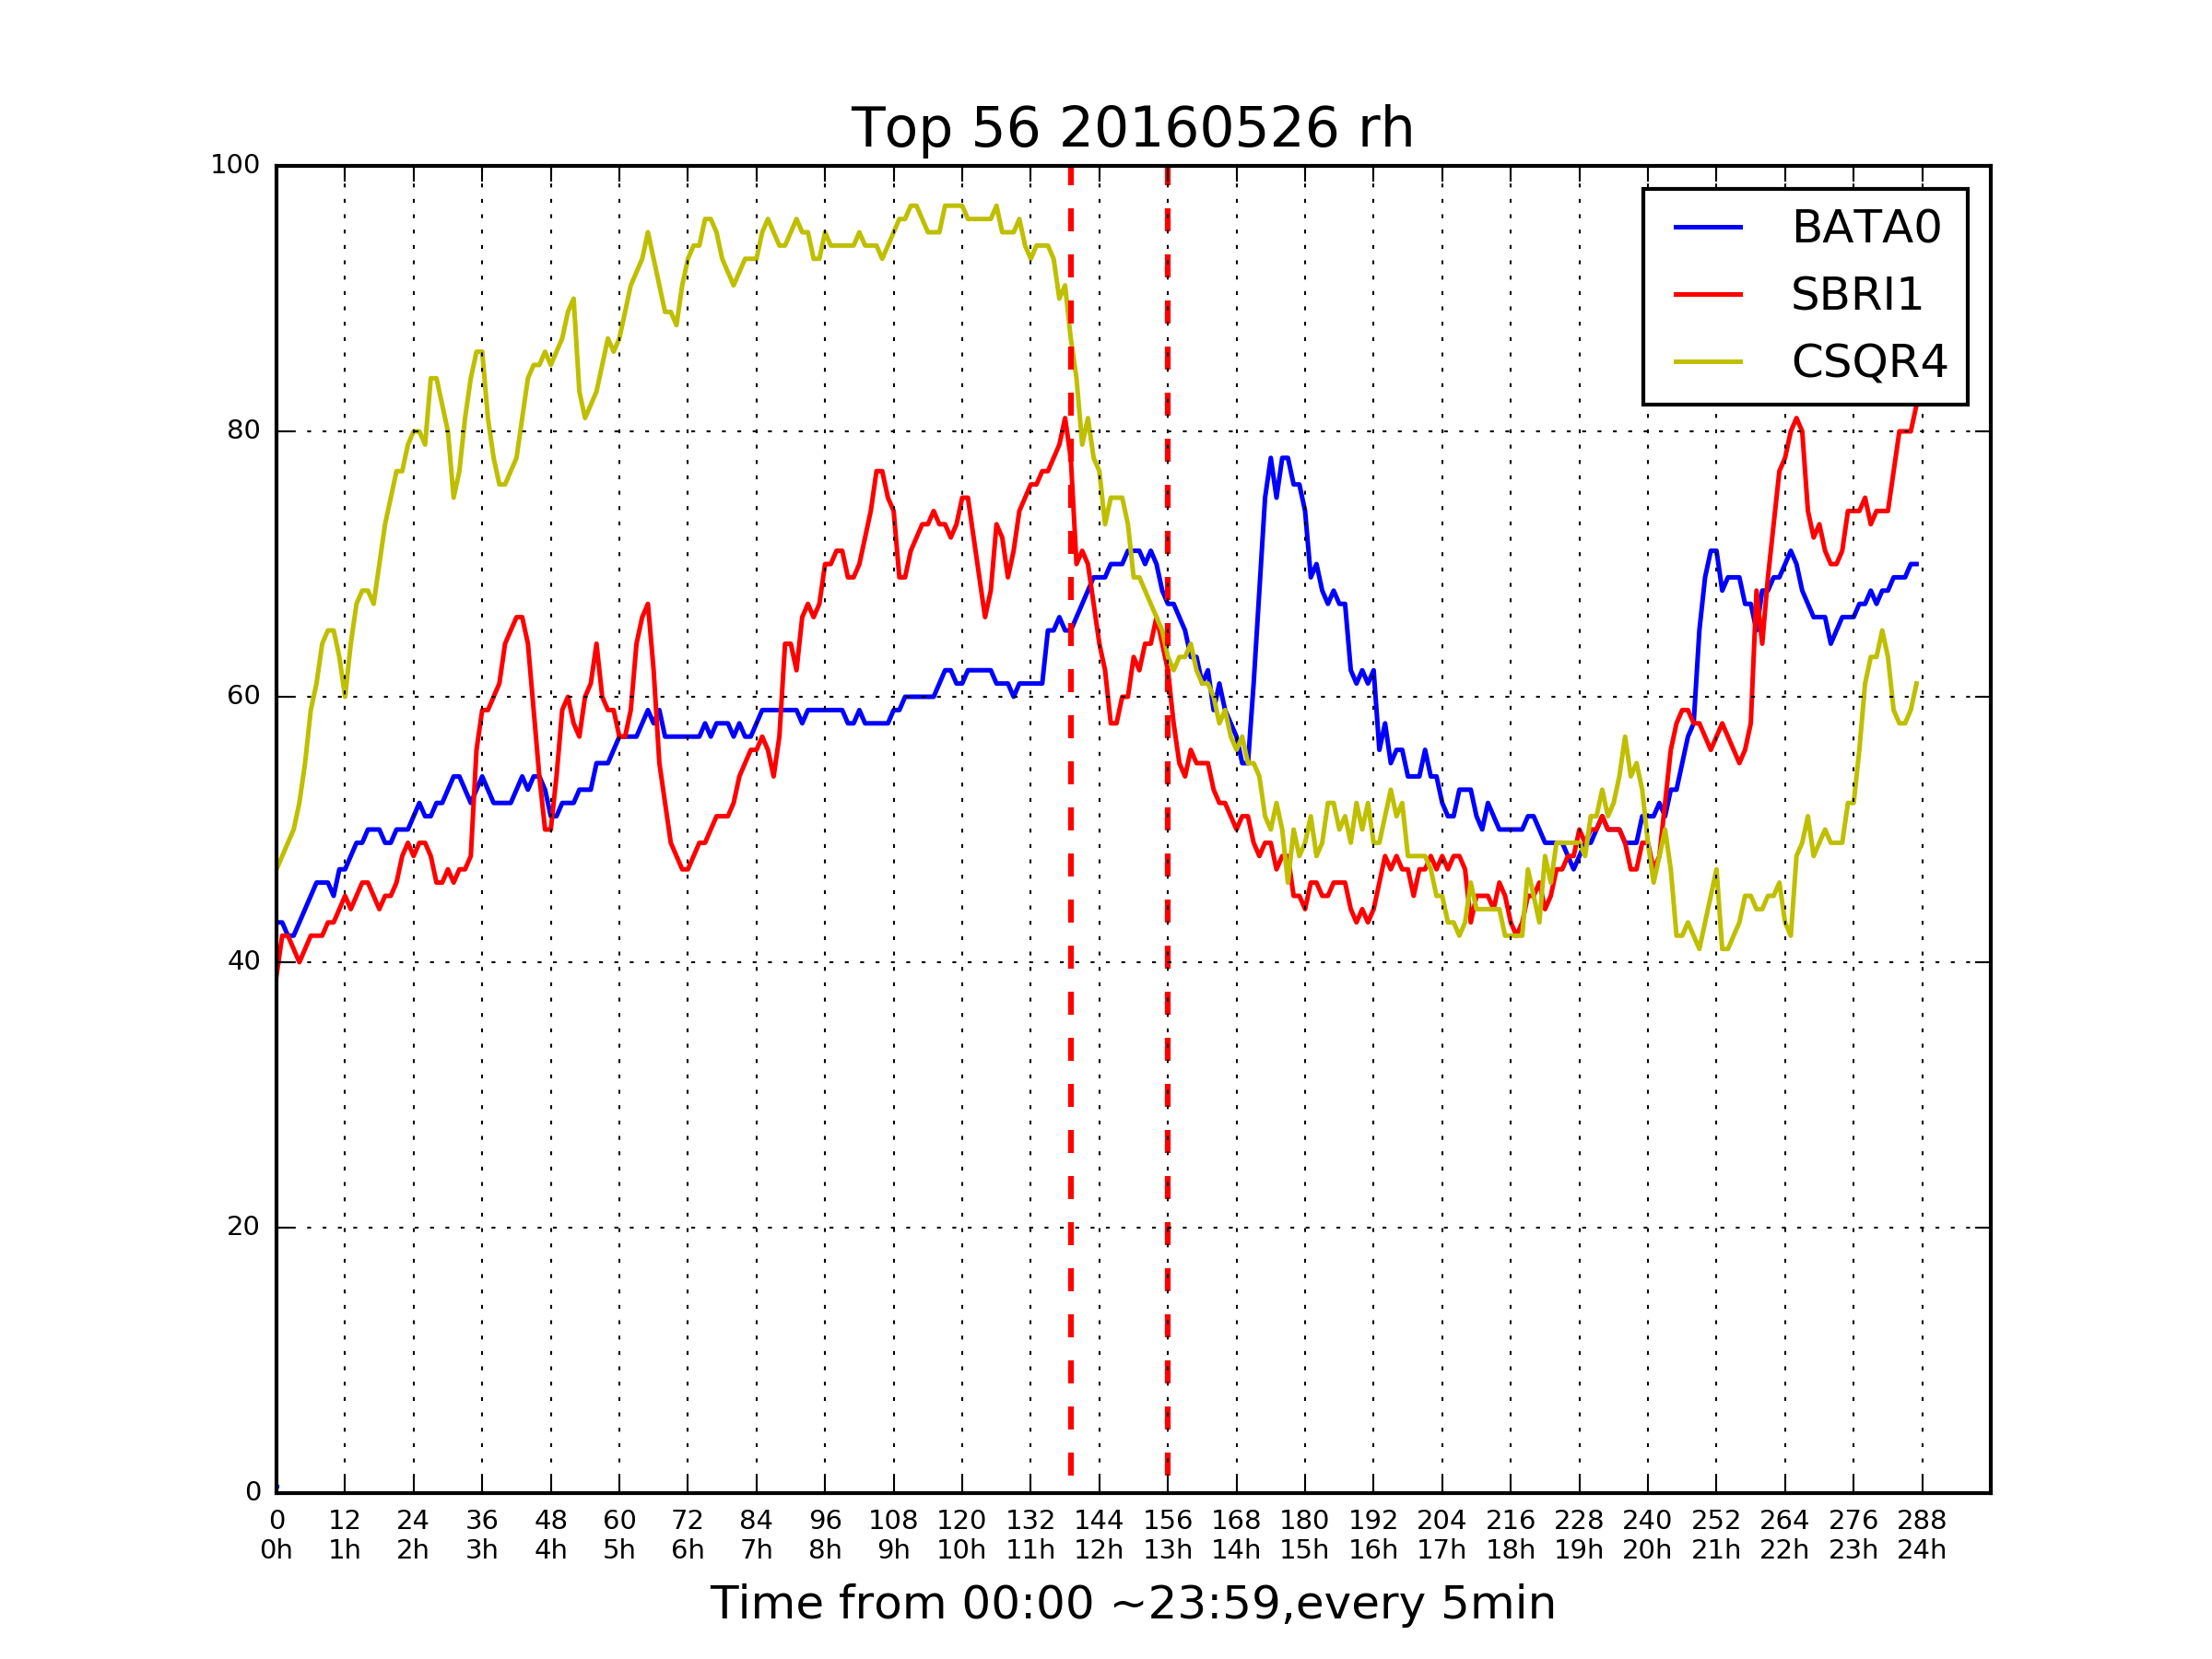 Top 56 20160526 rh
100
80
60
40
20
0
BATA0
SBRI1
CSQR4
0 12 24 36 48 60 72 84 96 108 120 132 144 156 168 180 192 204 216 228 240 252 264 276 288
0h 1h 2h 3h 4h 5h 6h 7h 8h 9h 10h 11h 12h 13h 14h 15h 16h 17h 18h 19h 20h 21h 22h 23h 24h
Time from 00:00 ~23:59,every 5min